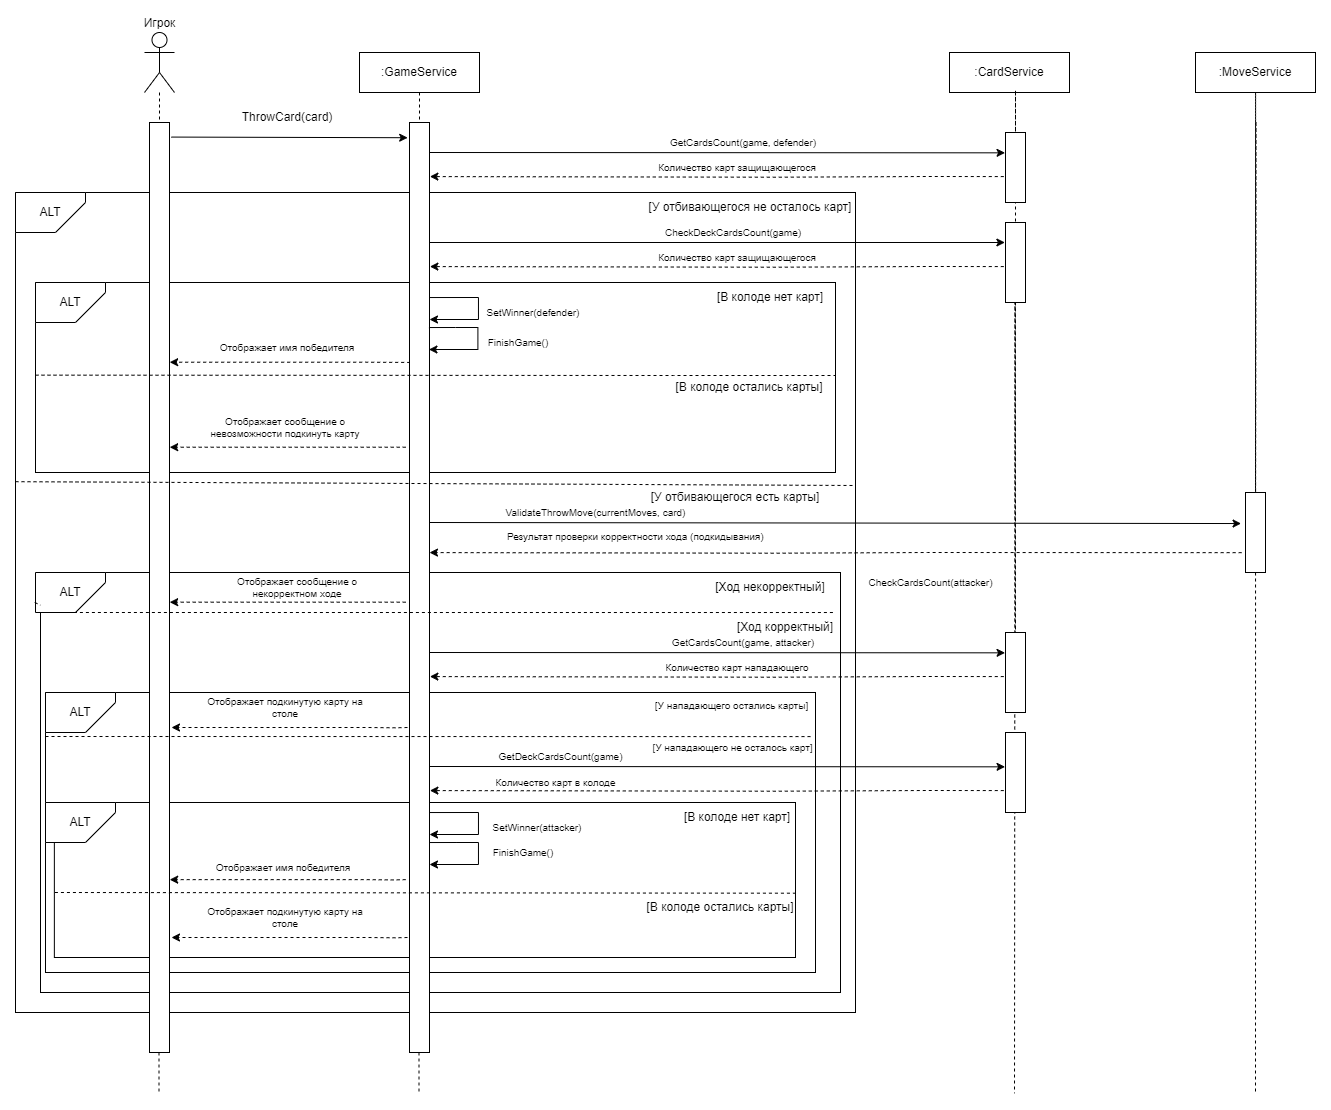 Игрок
:GameService
:CardService
:MoveService
ThrowCard(card)
GetCardsCount(game, defender)
Количество карт защищающегося
ALT
[У отбивающегося не осталось карт]
CheckDeckCardsCount(game)
Количество карт защищающегося
ALT
[В колоде нет карт]
SetWinner(defender)
FinishGame()
Отображает имя победителя
[В колоде остались карты]
Отображает сообщение о
невозможности подкинуть карту
[У отбивающегося есть карты]
ValidateThrowMove(currentMoves, card)
Результат проверки корректности хода (подкидывания)
ALT
Отображает сообщение о
некорректном ходе
[Ход некорректный]
CheckCardsCount(attacker)
[Ход корректный]
GetCardsCount(game, attacker)
Количество карт нападающего
ALT
Отображает подкинутую карту на
столе
[У нападающего остались карты]
[У нападающего не осталось карт]
GetDeckCardsCount(game)
Количество карт в колоде
ALT
[В колоде нет карт]
SetWinner(attacker)
FinishGame()
Отображает имя победителя
[В колоде остались карты]
Отображает подкинутую карту на
столе